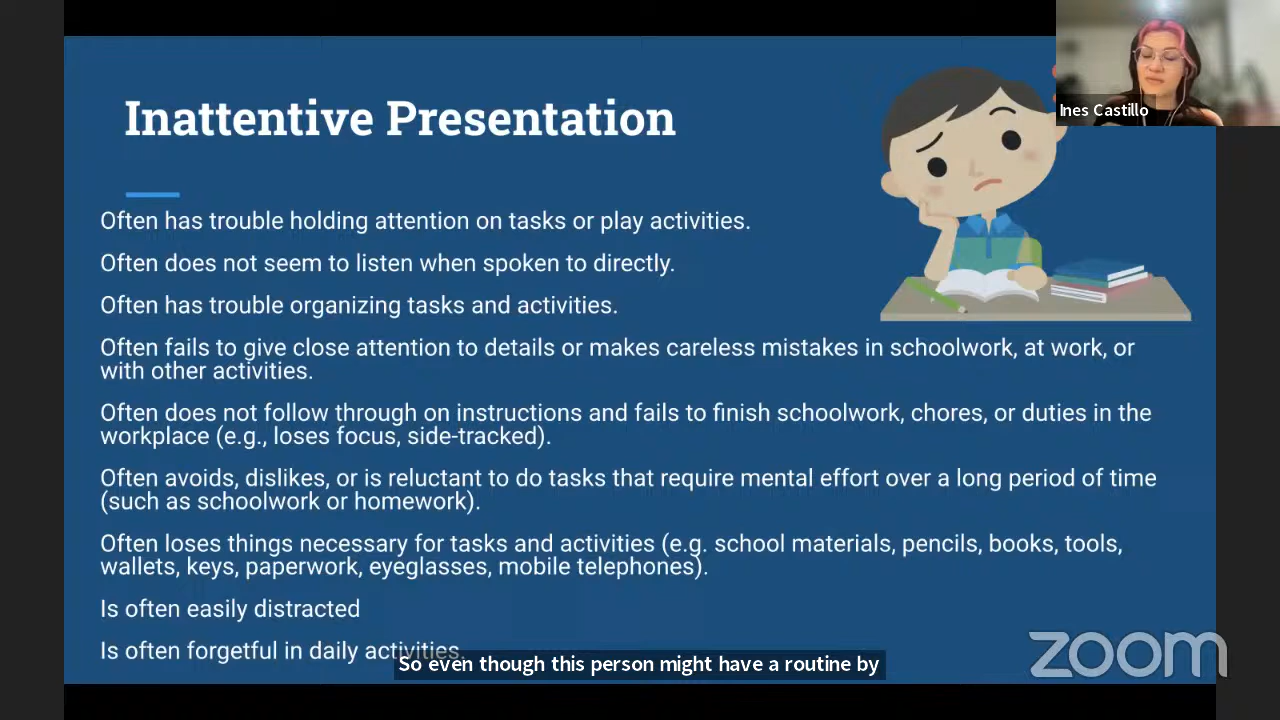 Ines Castillo
Inattentive Presentation
Often has trouble holding attention on tasks or play activities.
Often does not seem to listen when spoken to directly.
Often has trouble organizing tasks and activities.
Often fails to give close attention to details or makes careless mistakes in schoolwork, at work, or
with other activities.
Often does not follow through on instructions and fails to finish schoolwork, chores, or duties in the
workplace (e.g., loses focus, side-tracked).
Often avoids, dislikes, or is reluctant to do tasks that require mental effort over a long period of time
(such as schoolwork or homework).
Often loses things necessary for tasks and activities (e.g. school materials, pencils, books, tools,
wallets, keys, paperwork, eyeglasses, mobile telephones).
Is often easily distracted
Is often forgetful in daily activities.
So even though this person might have a routine by
zoom